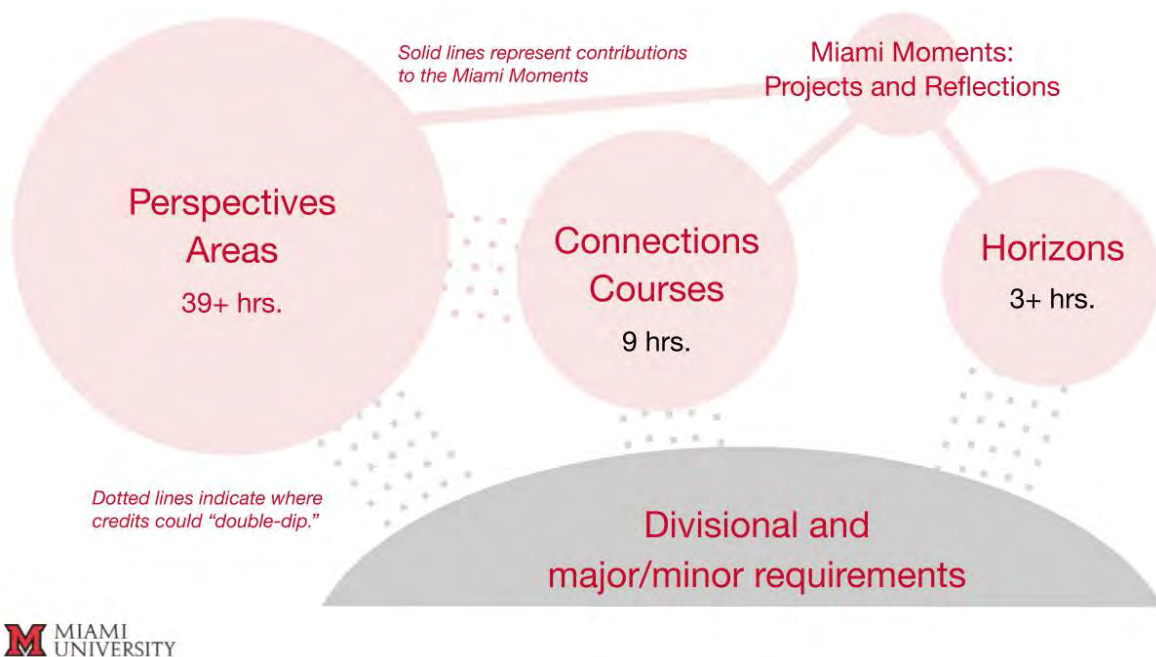 Solid lines represent contributions
to the Miami Moments
Miami Moments:
Projects and Reflections
Perspectives
Areas
39+ hrs.
Connections
Courses
9 hrs.
Horizons
3+ hrs.
Dotted lines indicate where
credits could “double-dip.”
Divisional and
major/minor requirements
M MIAMI
UNIVERSITY